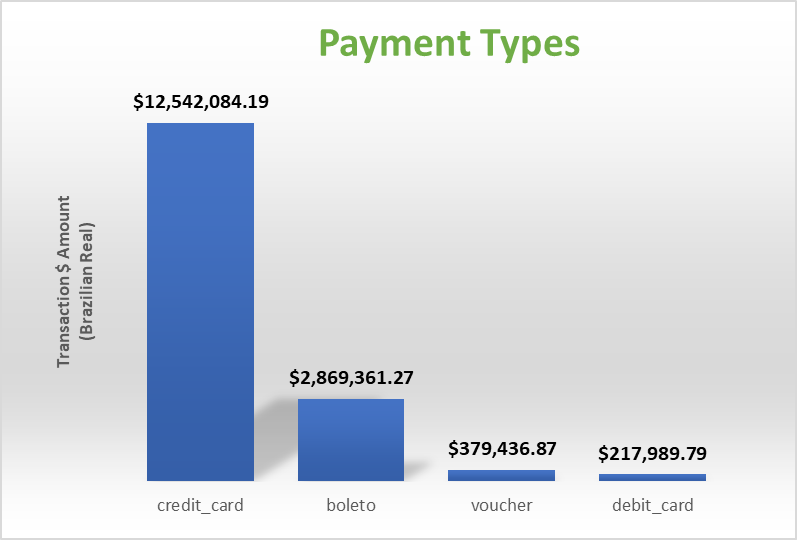 Payment Types
$12,542,084.19
$2,869,361.27
$379,436.87
$217,989.79
Transaction $ Amount
(Brazilian Real)
credit_card
boleto
voucher
debit_card